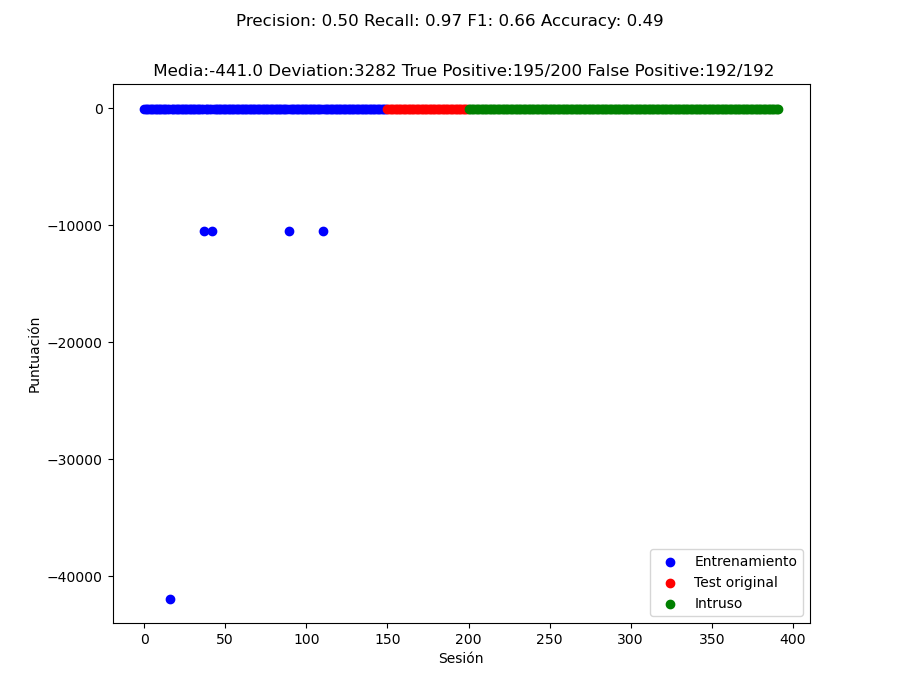 Precision: 0.50 Recall: 0.97 F1: 0.66 Accuracy: 0.49
Media:-441.0 Deviation:3282 True Positive:195/200 False Positive:192/192
0
−10000
−20000
−30000
−40000
Puntuación
0 50 100 150 200 250 300 350 400
Sesión
Entrenamiento
Test original
Intruso